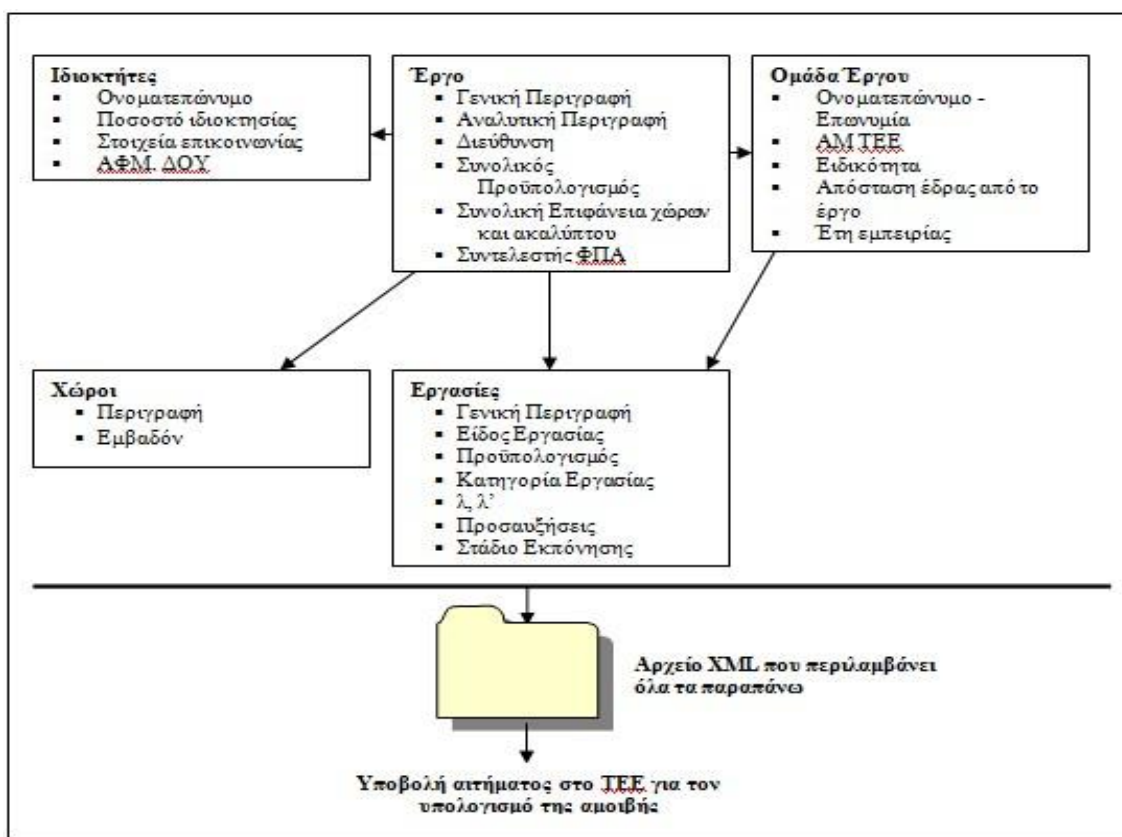 Ιδιοκτήτες
▪ Ονοματεπώνυμο
▪ Ποσοστό ιδιοκτησίας
▪ Στοιχεία επικοινωνίας
▪ ΑΦΜ. ΔΟΥ
Έργο
▪ Γενική Περιγραφή
▪ Αναλυτική Περιγραφή
▪ Διεύθυνση
▪ Συνολικός
Προϋπολογισμός
▪ Συνολική Επιφάνεια χώρων
και ακαλύπτου
▪ Συντελεστής ΦΠΑ
Ομάδα Έργου
▪ Ονοματεπώνυμο -
Επωνυμία
▪ ΑΜ ΤΕΕ
▪ Ειδικότητα
▪ Απόσταση έδρας από το
έργο
▪ Έτη εμπειρίας
Χώροι
▪ Περιγραφή
▪ Εμβαδόν
Εργασίες
▪ Γενική Περιγραφή
▪ Είδος Εργασίας
▪ Προϋπολογισμός
▪ Κατηγορία Εργασίας
▪ λ, λ’
▪ Προσαυξήσεις
▪ Στάδιο Εκπόνησης
Αρχείο XML που περιλαμβάνει
όλα τα παραπάνω
Υποβολή αιτήματος στο ΤΕΕ για τον
υπολογισμό της αμοιβής